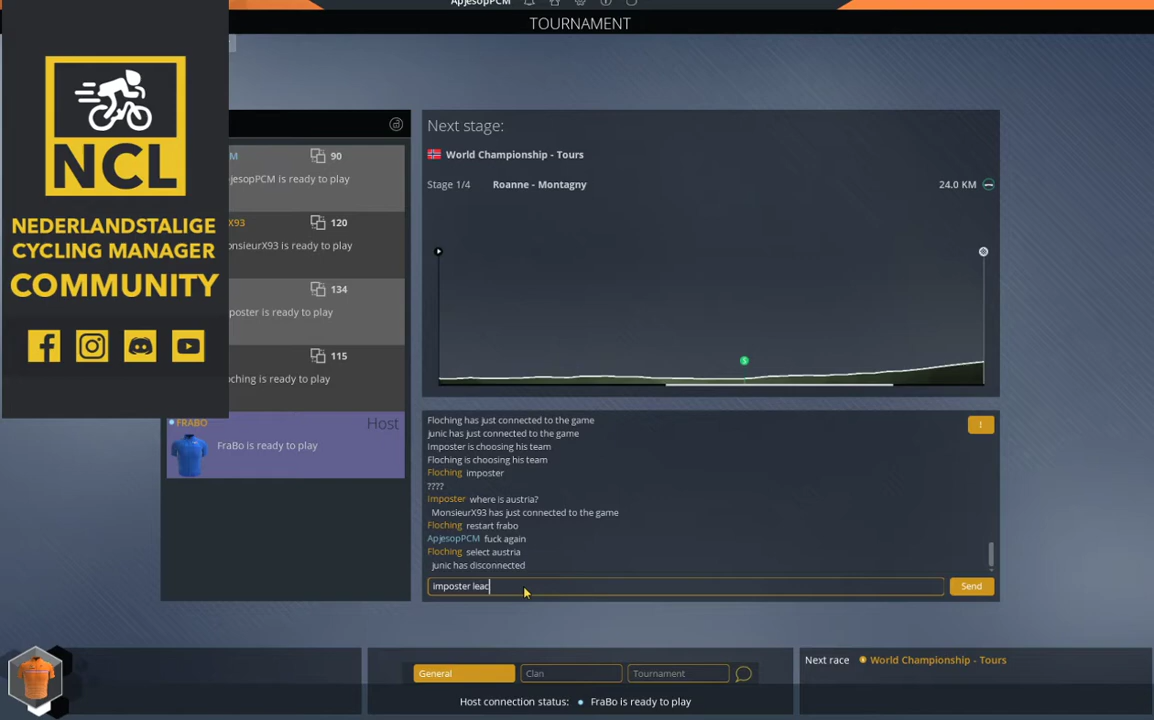 ApjesopPCM
TOURNAMENT
NCL
NEDERLANDSTALIGE
CYCLING MANAGER
COMMUNITY
M 90
jesopPCM is ready to play
X93 120
onsieurX93 is ready to play
134
poster is ready to play
115
ching is ready to play
FRABO Host
FraBo is ready to play
Next stage:
World Championship - Tours
Stage 1/4 Roanne - Montagny 24.0 KM
S
Floching has just connected to the game
junic has just connected to the game
Imposter is choosing his team
Floching is choosing his team
Floching imposter
????
Imposter where is austria?
MonsieurX93 has just connected to the game
Floching restart frabo
ApjesopPCM fuck again
Floching select austria
junic has disconnected
imposter leac
Send
General Clan Tournament
Host connection status: FraBo is ready to play
Next race World Championship - Tours